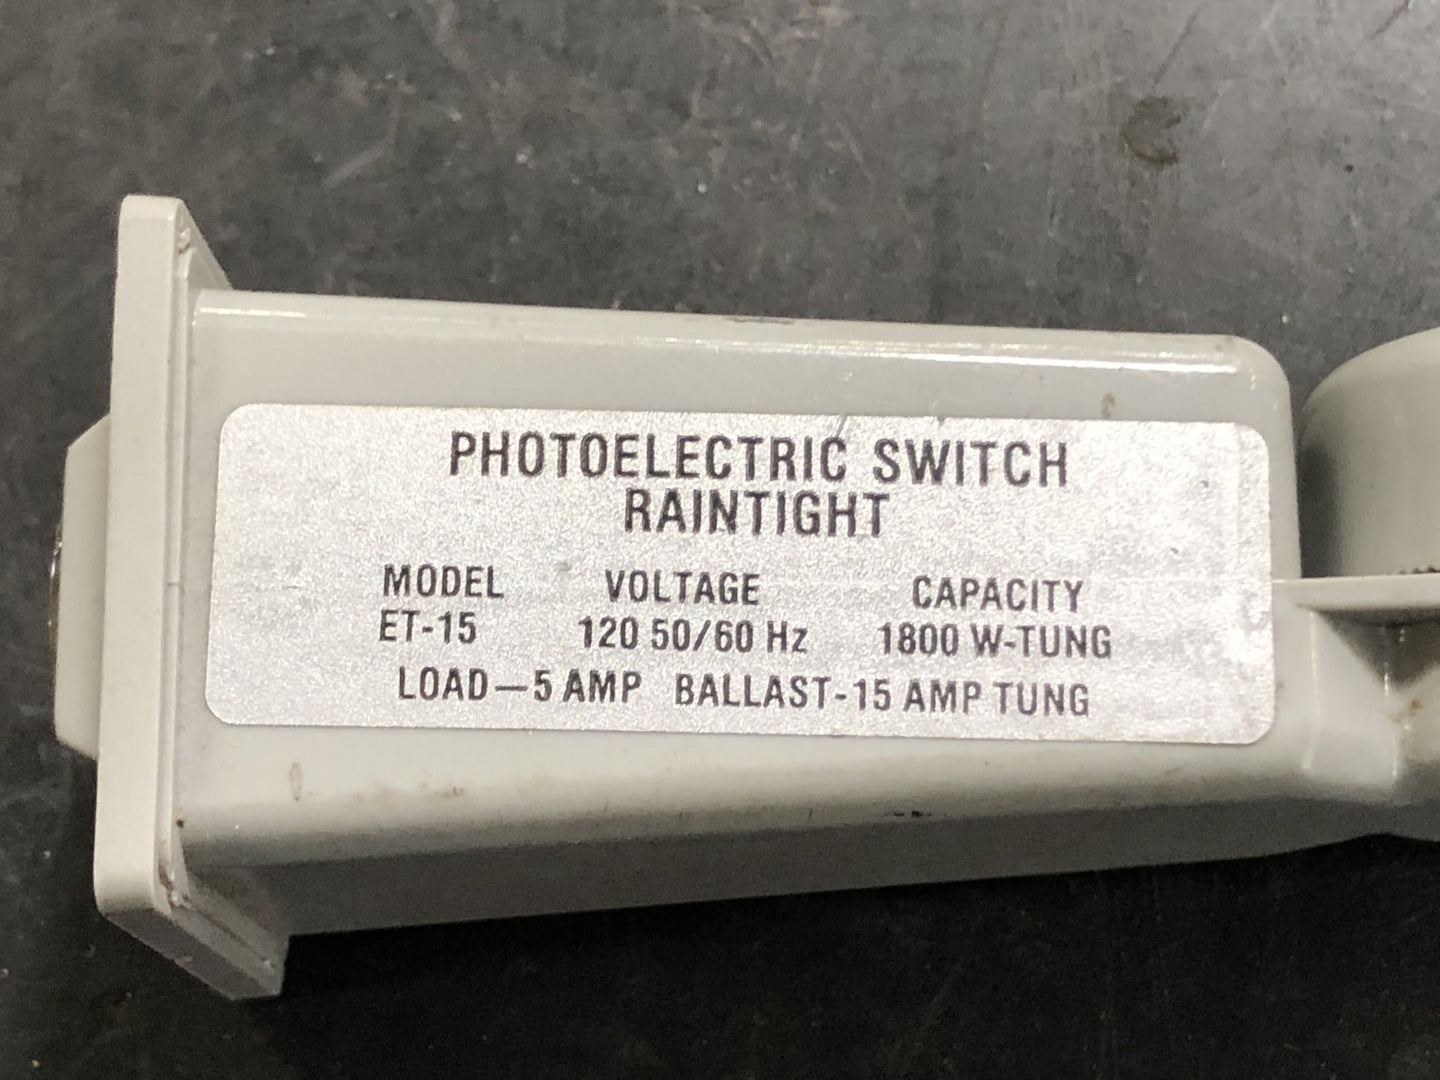 PHOTOELECTRIC SWITCH
RAINTIGHT
MODEL VOLTAGE CAPACITY
ET-15 120 50/60 Hz 1800 W-TUNG
LOAD—5 AMP BALLAST-15 AMP TUNG